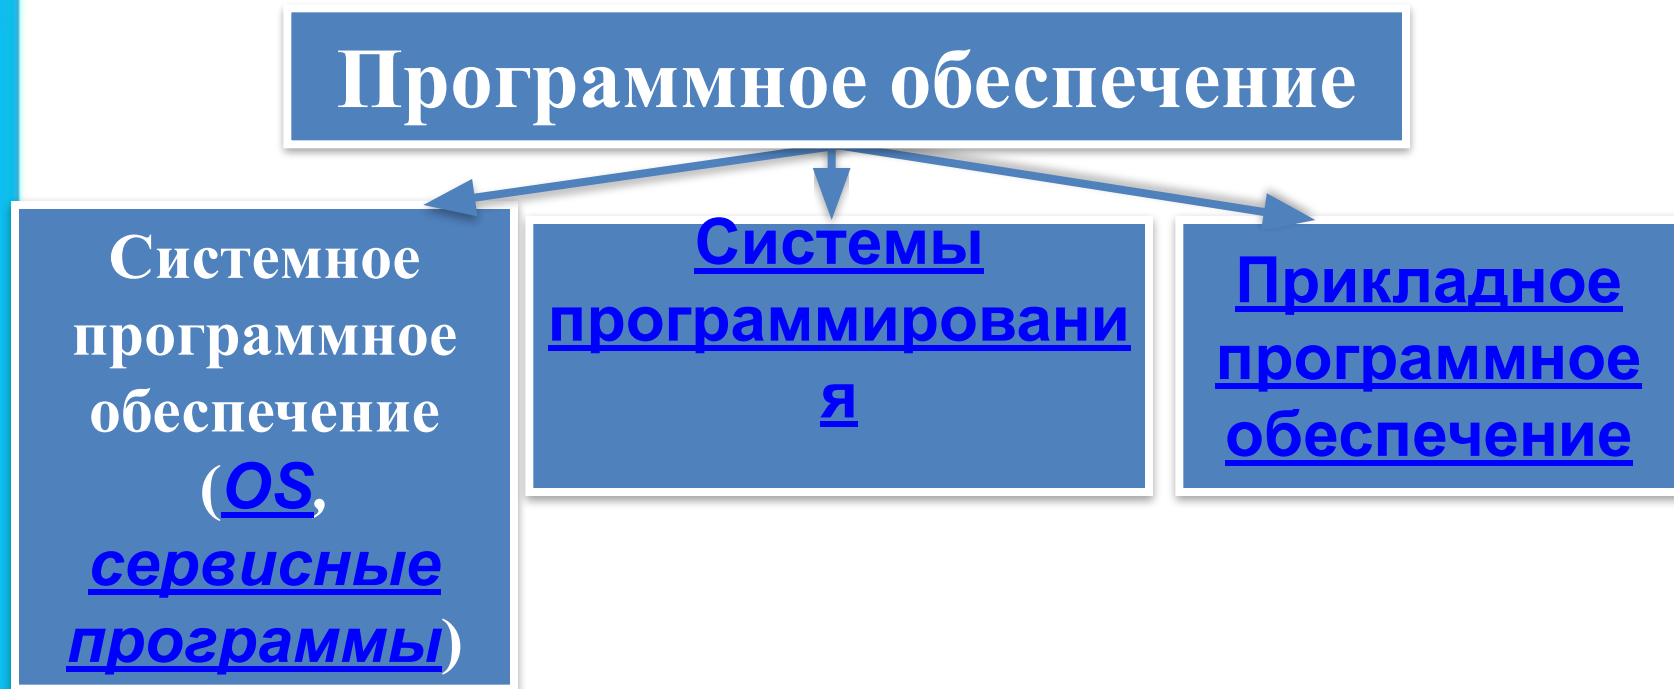 Программное обеспечение
Системное
программное
обеспечение
(OS,
сервисные
программы)
Системы
программировани
я
Прикладное
программное
обеспечение